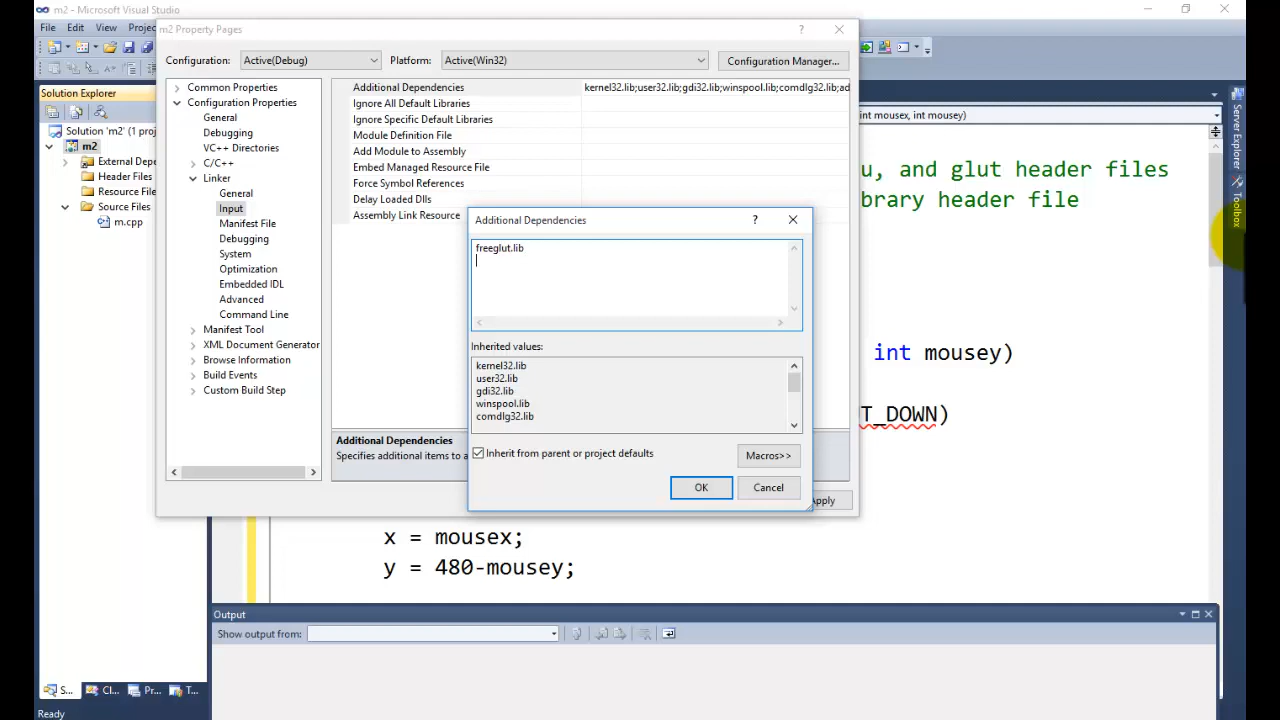 m2 - Microsoft Visual Studio
File Edit View Projec
m2 Property Pages
Configuration: Active(Debug) Platform: Active(Win32) Configuration Manager...
Solution Explorer
Solution 'm2' (1 proj
m2
External Depe
Header Files
Resource File
Source Files
m.cpp
Common Properties
Configuration Properties
General
Debugging
VC++ Directories
C/C++
Linker
General
Input
Manifest File
Debugging
System
Optimization
Embedded IDL
Advanced
Command Line
Manifest Tool
XML Document Generator
Browse Information
Build Events
Custom Build Step
Additional Dependencies kernel32.lib;user32.lib;gdi32.lib;winspool.lib;comdlg32.lib;ad
Ignore All Default Libraries
Ignore Specific Default Libraries
Module Definition File
Add Module to Assembly
Embed Managed Resource File
Force Symbol References
Delay Loaded Dlls
Assembly Link Resource
Additional Dependencies
Specifies additional items to a
Apply
Additional Dependencies
freeglut.lib
Inherited values:
kernel32.lib
user32.lib
gdi32.lib
winspool.lib
comdlg32.lib
Inherit from parent or project defaults
Macros>>
OK Cancel
int mousex, int mousey)
u, and glut header files
brary header file
int mousey)
T_DOWN)
x = mousex;
y = 480-mousey;
Server Explorer
Toolbox
Output
Show output from:
S... Cl... Pr... T...
Ready